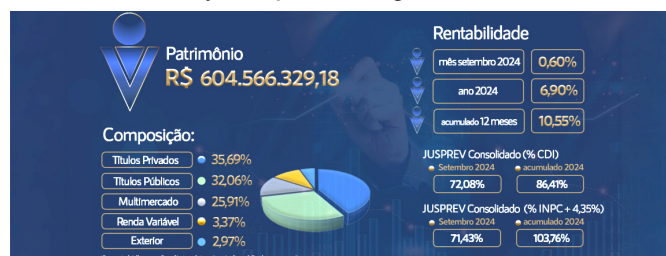 Patrimônio
R$ 604.566.329,18
Composição:
Títulos Privados 35,69%
Títulos Públicos 32,06%
Multimercado 25,91%
Renda Variável 3,37%
Exterior 2,97%
Rentabilidade
mês setembro 2024 0,60%
ano 2024 6,90%
acumulado 12 meses 10,55%
JUSPREV Consolidado (% CDI)
Setembro 2024 acumulado 2024
72,08% 86,41%
JUSPREV Consolidado (% INPC + 4,35%)
Setembro 2024 acumulado 2024
71,43% 103,76%